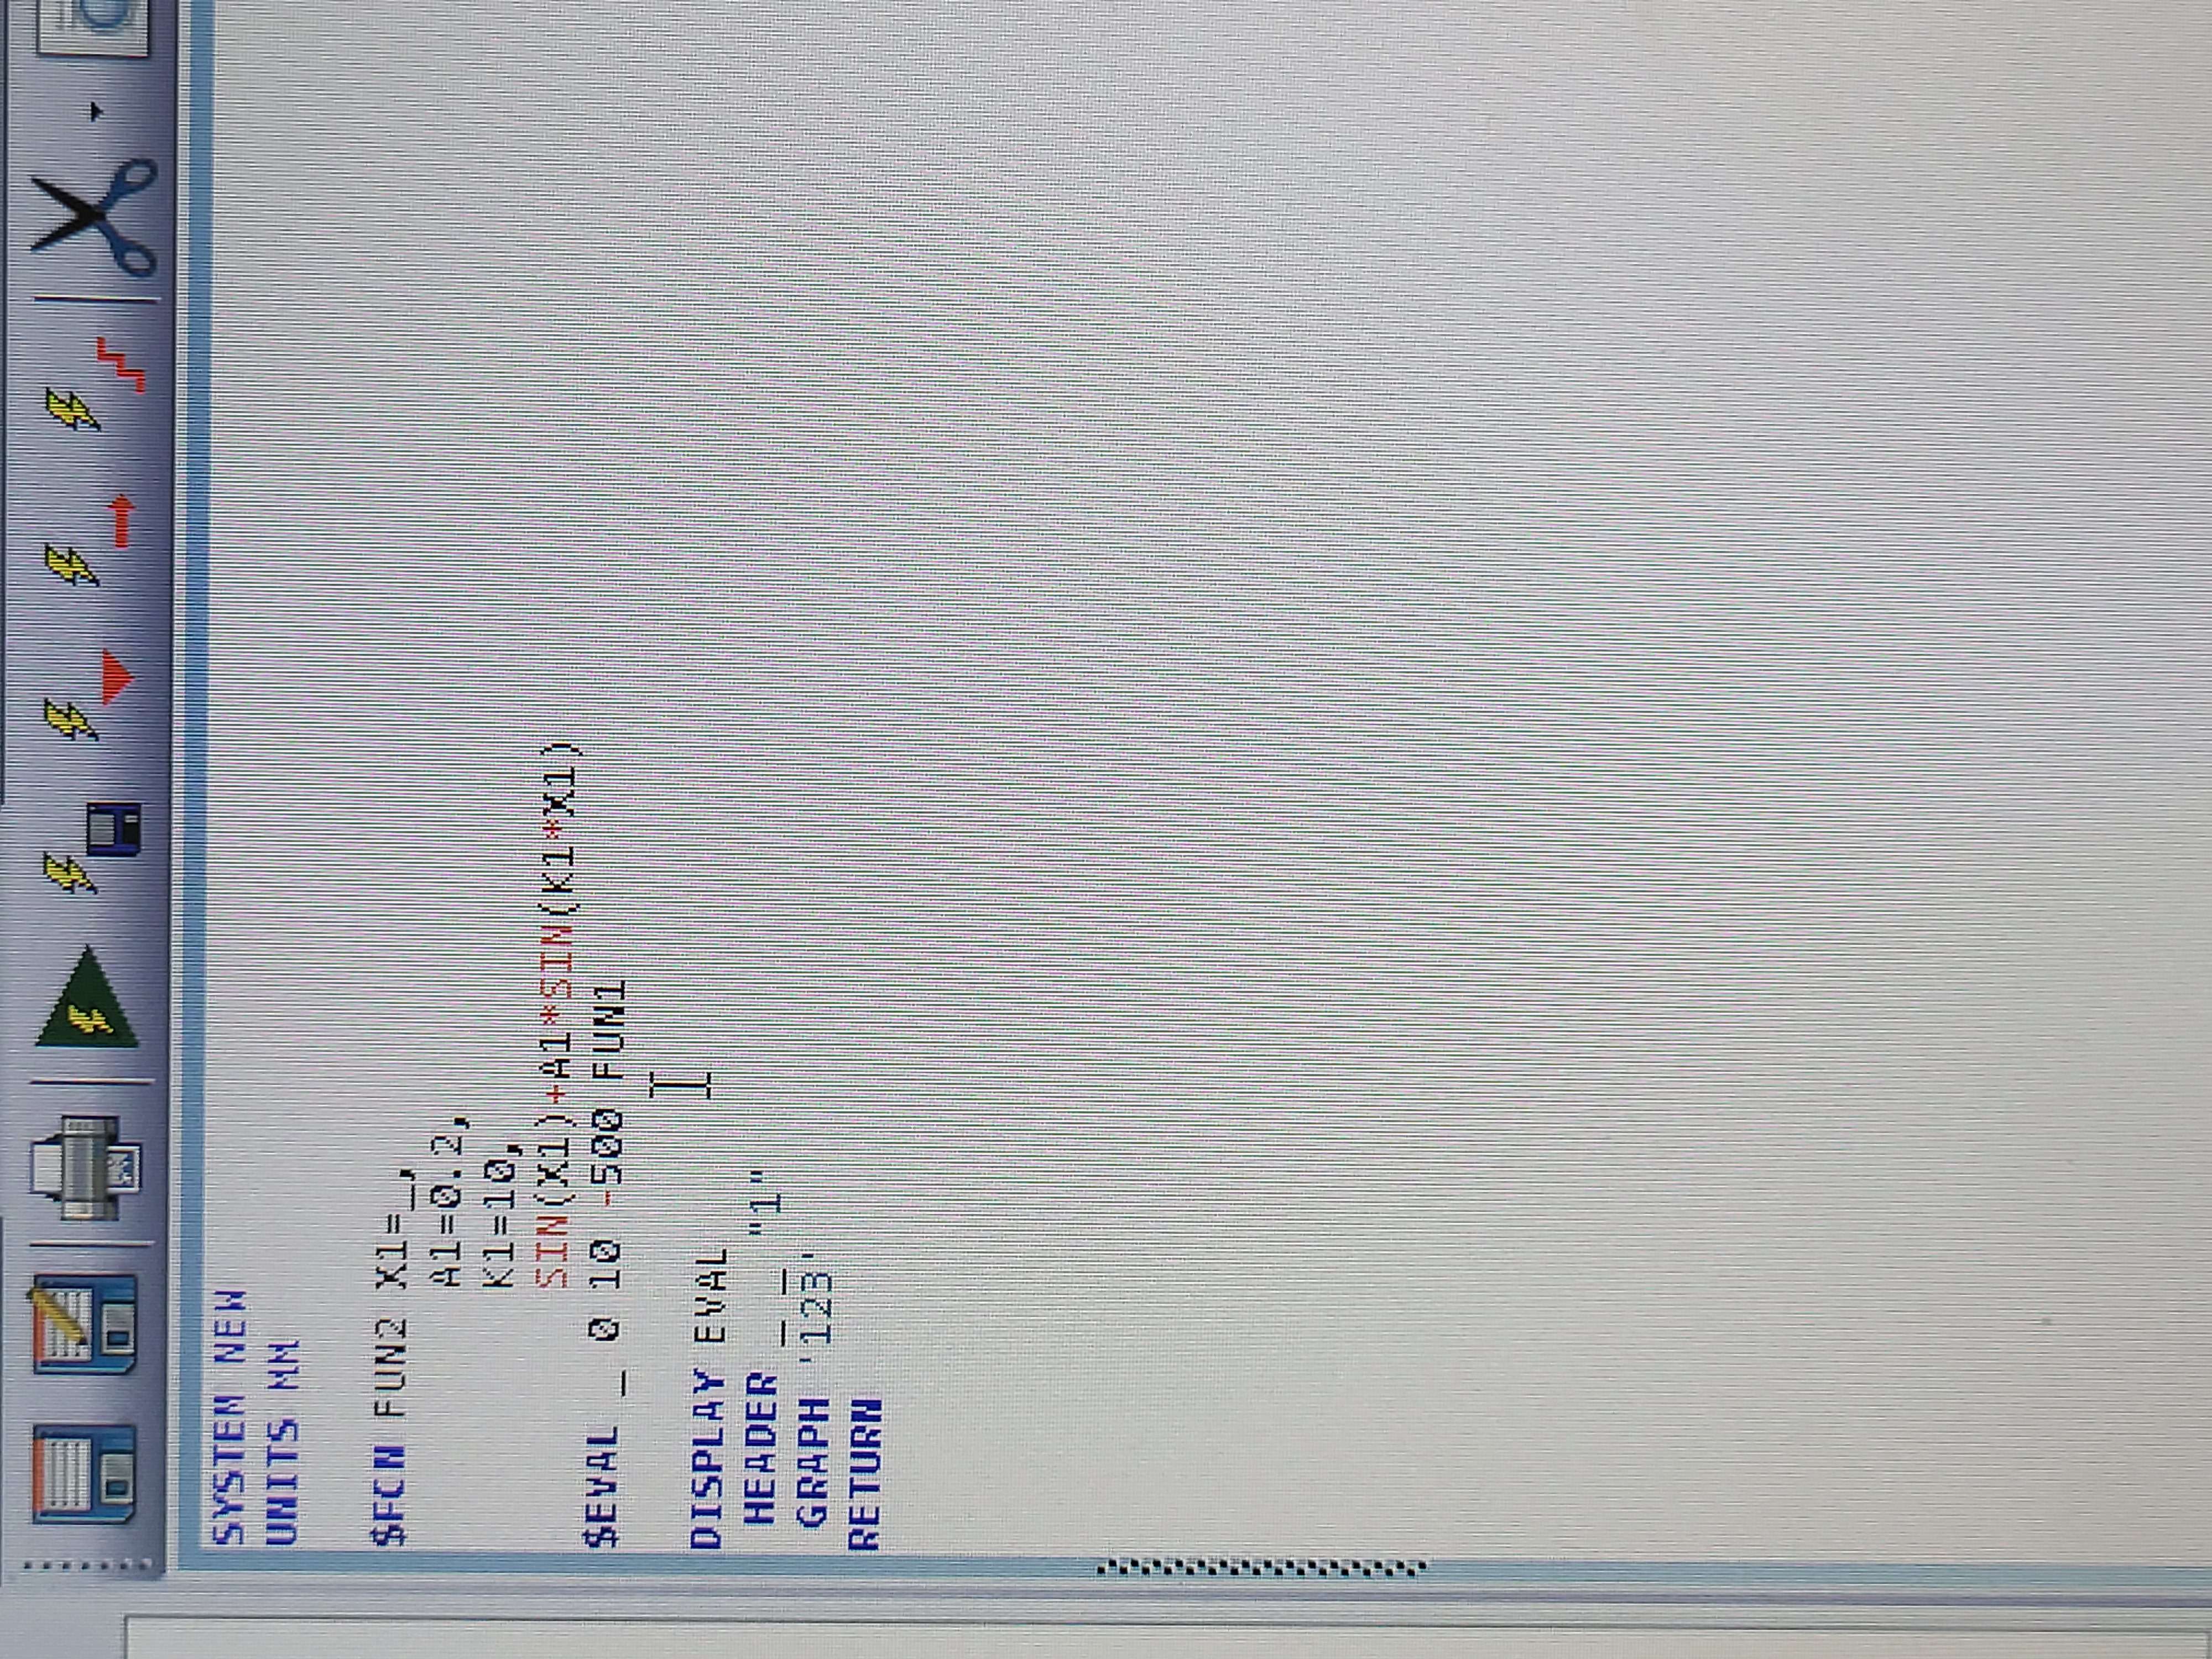 SYSTEM NEW
UNITS MM
$FCN FUN2 X1=_,
A1=0.2,
K1=10,
SIN(X1)+A1*SIN(K1*X1)
$EVAL _ 0 10 -500 FUN1
DISPLAY EVAL
HEADER _ _ "1"
GRAPH '123'
RETURN